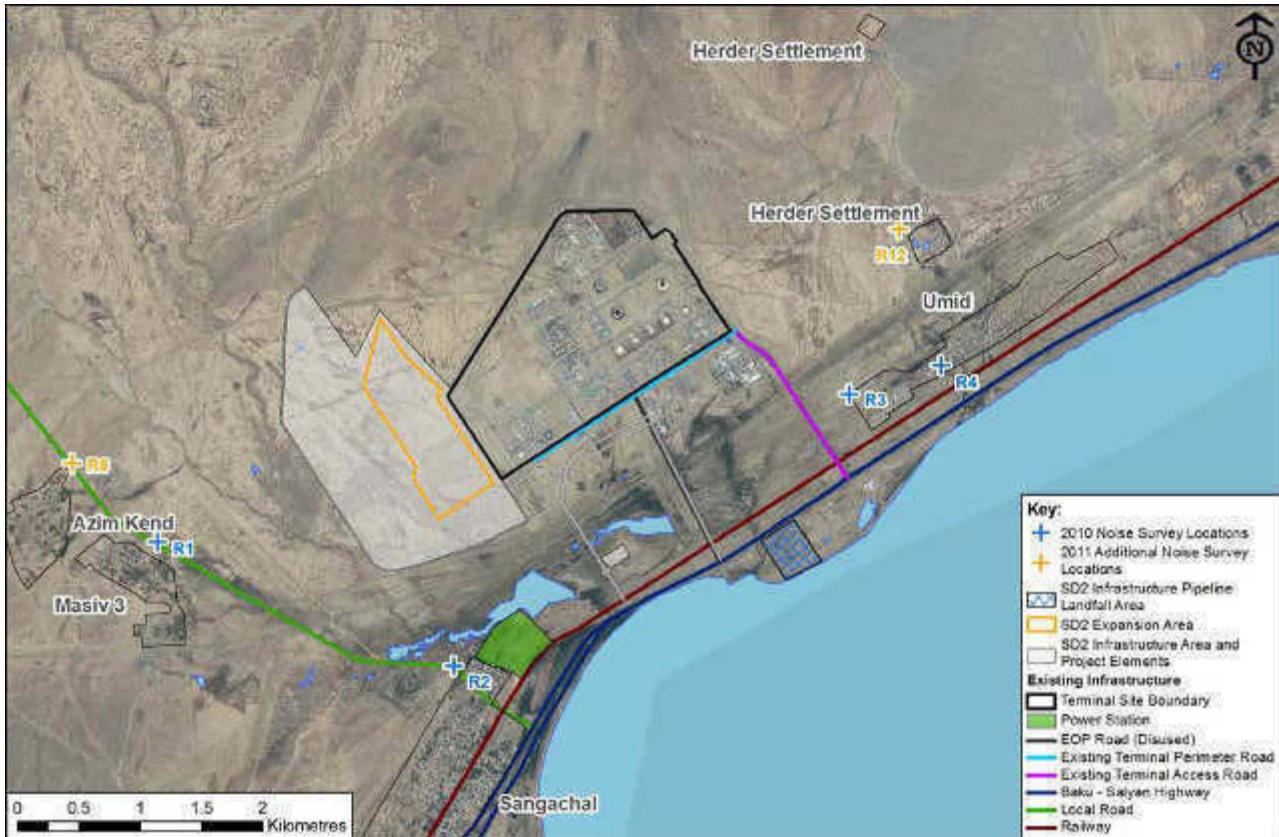 Herder Settlement
N
Herder Settlement
R12
Umid
R4
R3
R8
Azim Kend
R1
Masiv 3
R2
Sangachal
0 0.5 1 1.5 2
Kilometres
Key:
2010 Noise Survey Locations
2011 Additional Noise Survey
Locations
SD2 Infrastructure Pipeline
Landfall Area
SD2 Expansion Area
SD2 Infrastructure Area and
Project Elements
Existing Infrastructure
Terminal Site Boundary
Power Station
EOP Road (Disused)
Existing Terminal Perimeter Road
Existing Terminal Access Road
Baku - Salyan Highway
Local Road
Railway